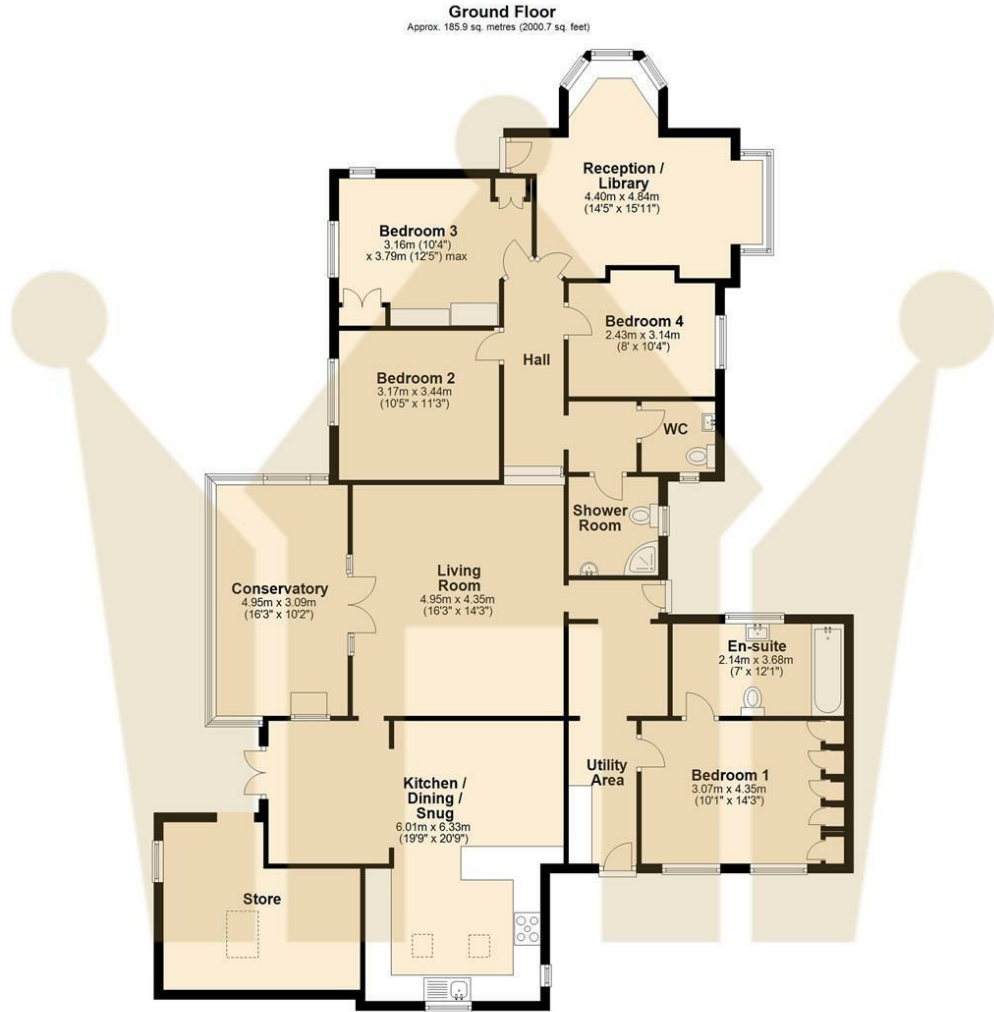 Ground Floor
Approx. 185.9 sq. metres (2000.7 sq. feet)
Reception /
Library
4.40m x 4.84m
(14'5" x 15'11")
Bedroom 3
3.16m (10'4")
x 3.79m (12'5") max
Bedroom 4
2.43m x 3.14m
(8' x 10'4")
Hall
Bedroom 2
3.17m x 3.44m
(10'5" x 11'3")
WC
Shower
Room
Living
Room
4.95m x 4.35m
(16'3" x 14'3")
Conservatory
4.95m x 3.09m
(16'3" x 10'2")
En-suite
2.14m x 3.68m
(7' x 12'1")
Utility
Area
Bedroom 1
3.07m x 4.35m
(10'1" x 14'3")
Kitchen /
Dining /
Snug
6.01m x 6.33m
(19'9" x 20'9")
Store